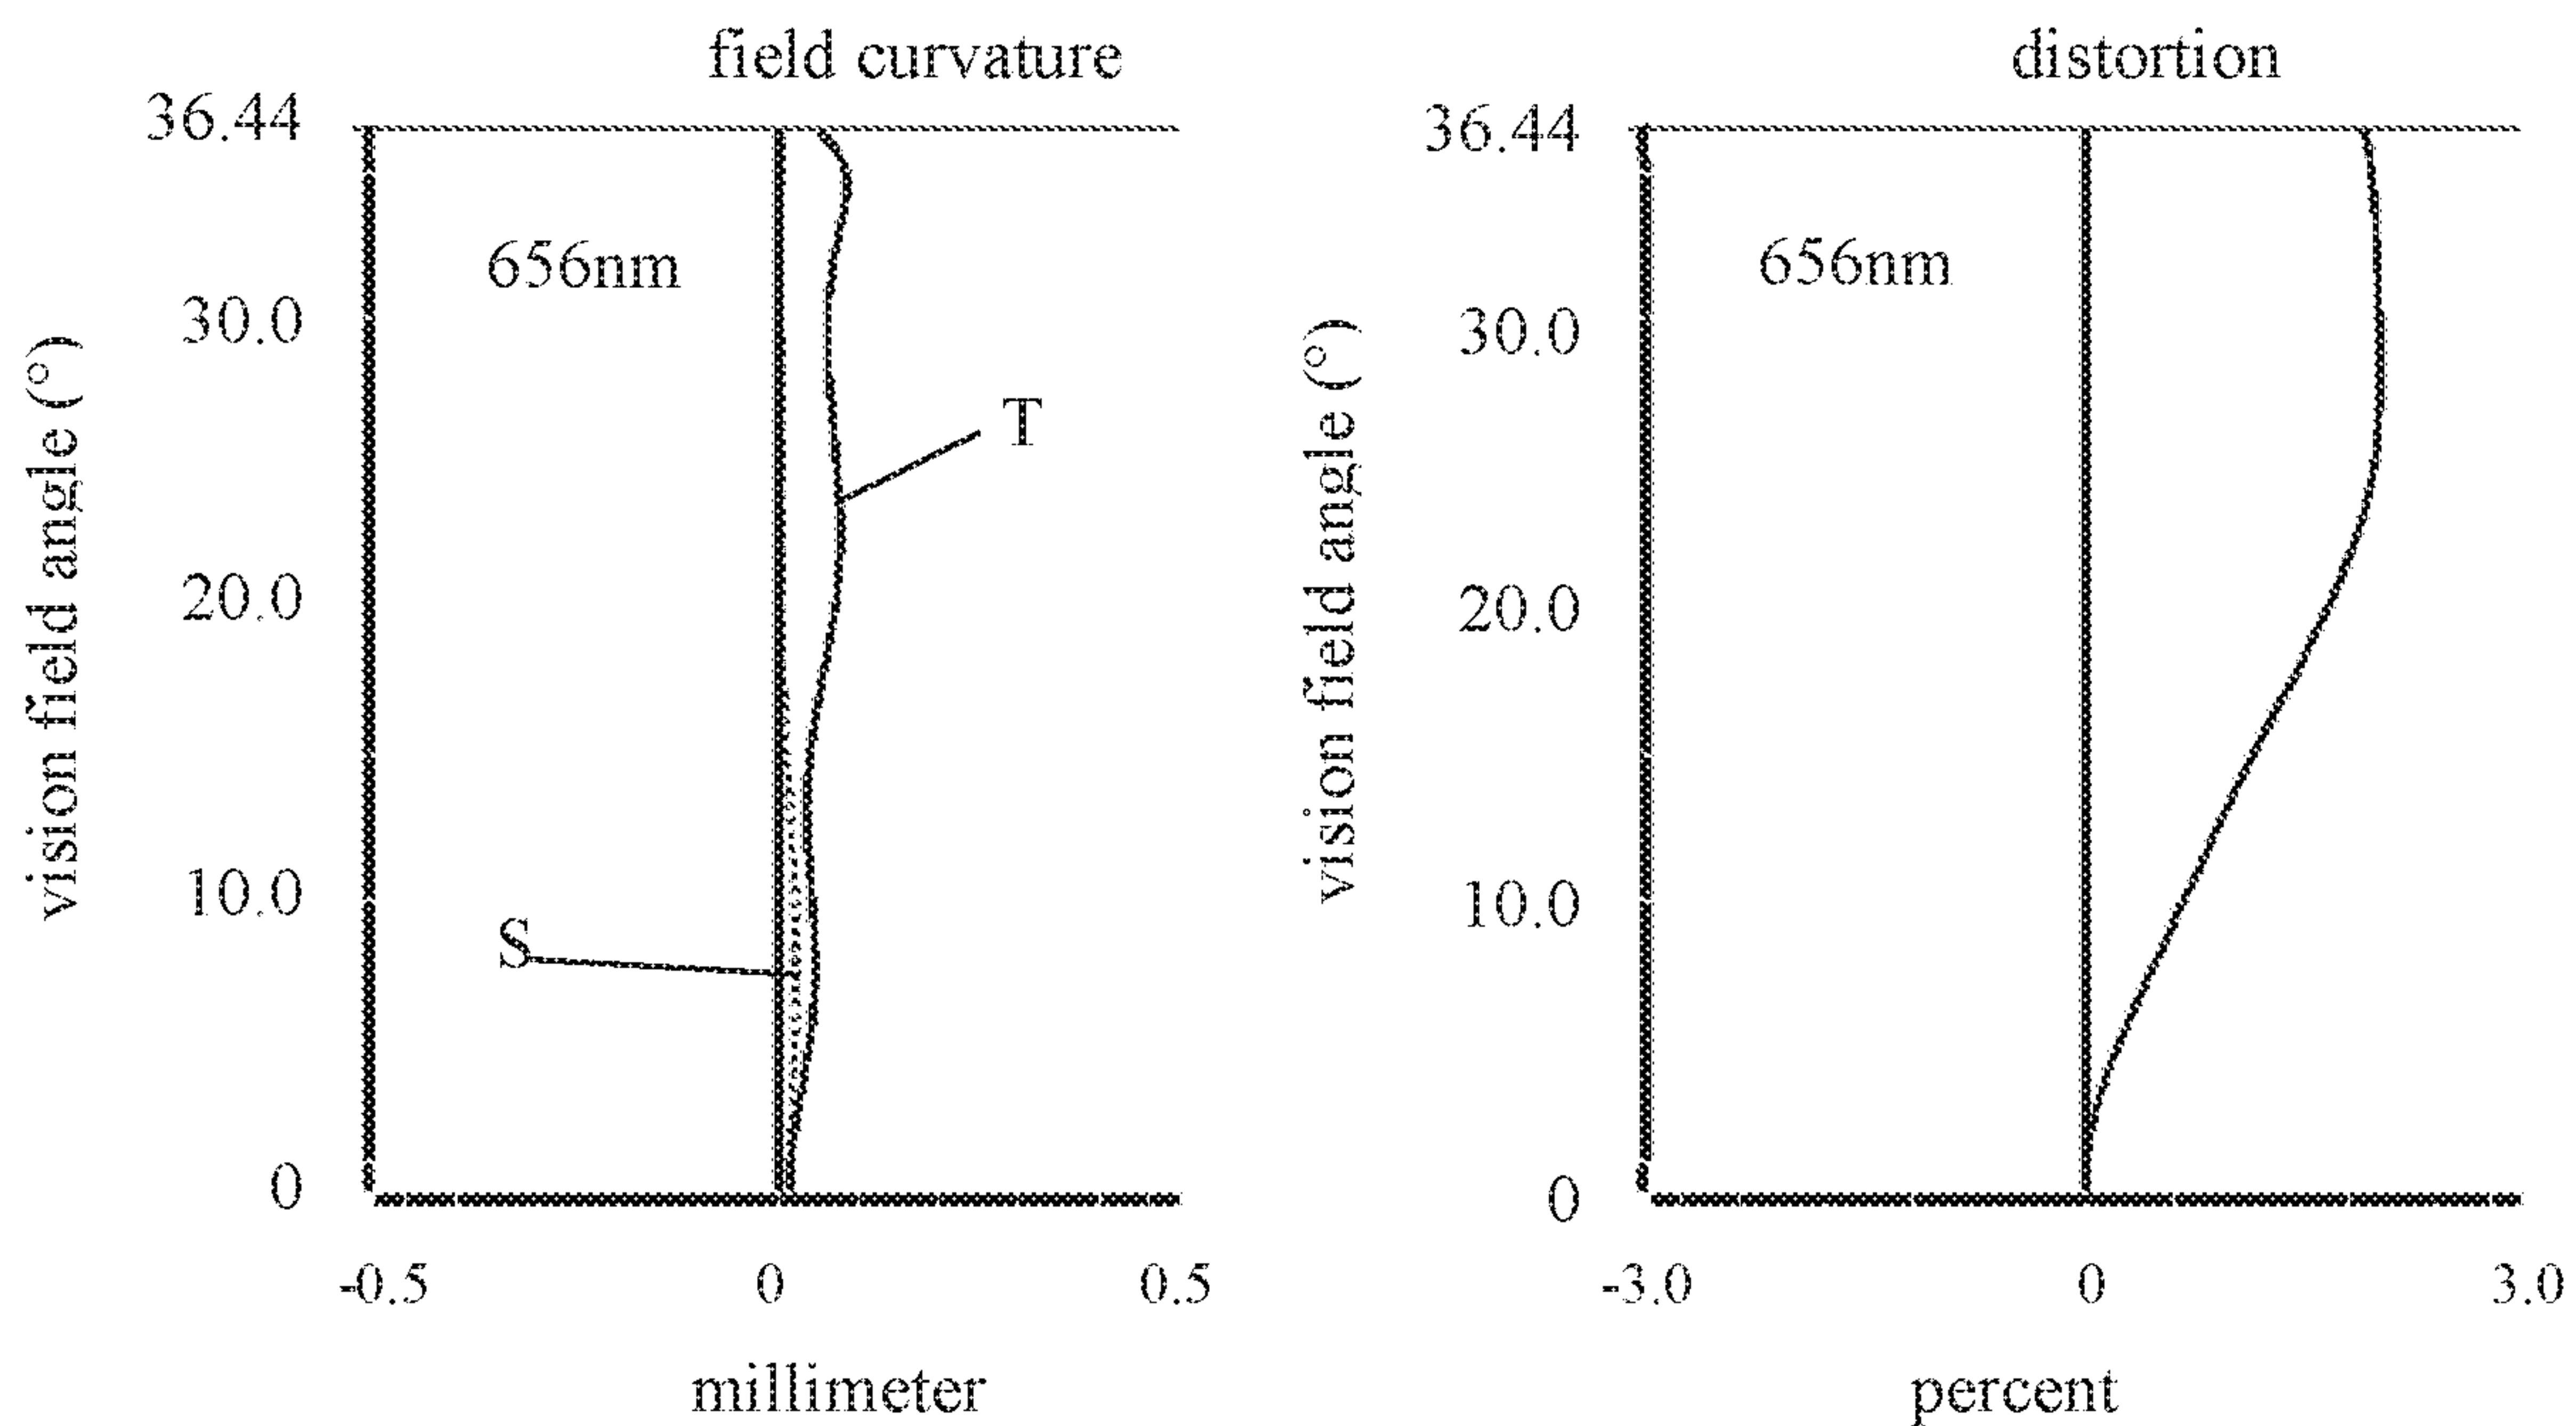 field curvature
36.44
656nm
30.0
T
20.0
10.0
S
0
-0.5 0 0.5
millimeter
vision field angle (°)
distortion
36.44
656nm
30.0
20.0
10.0
0
-3.0 0 3.0
percent
vision field angle (°)